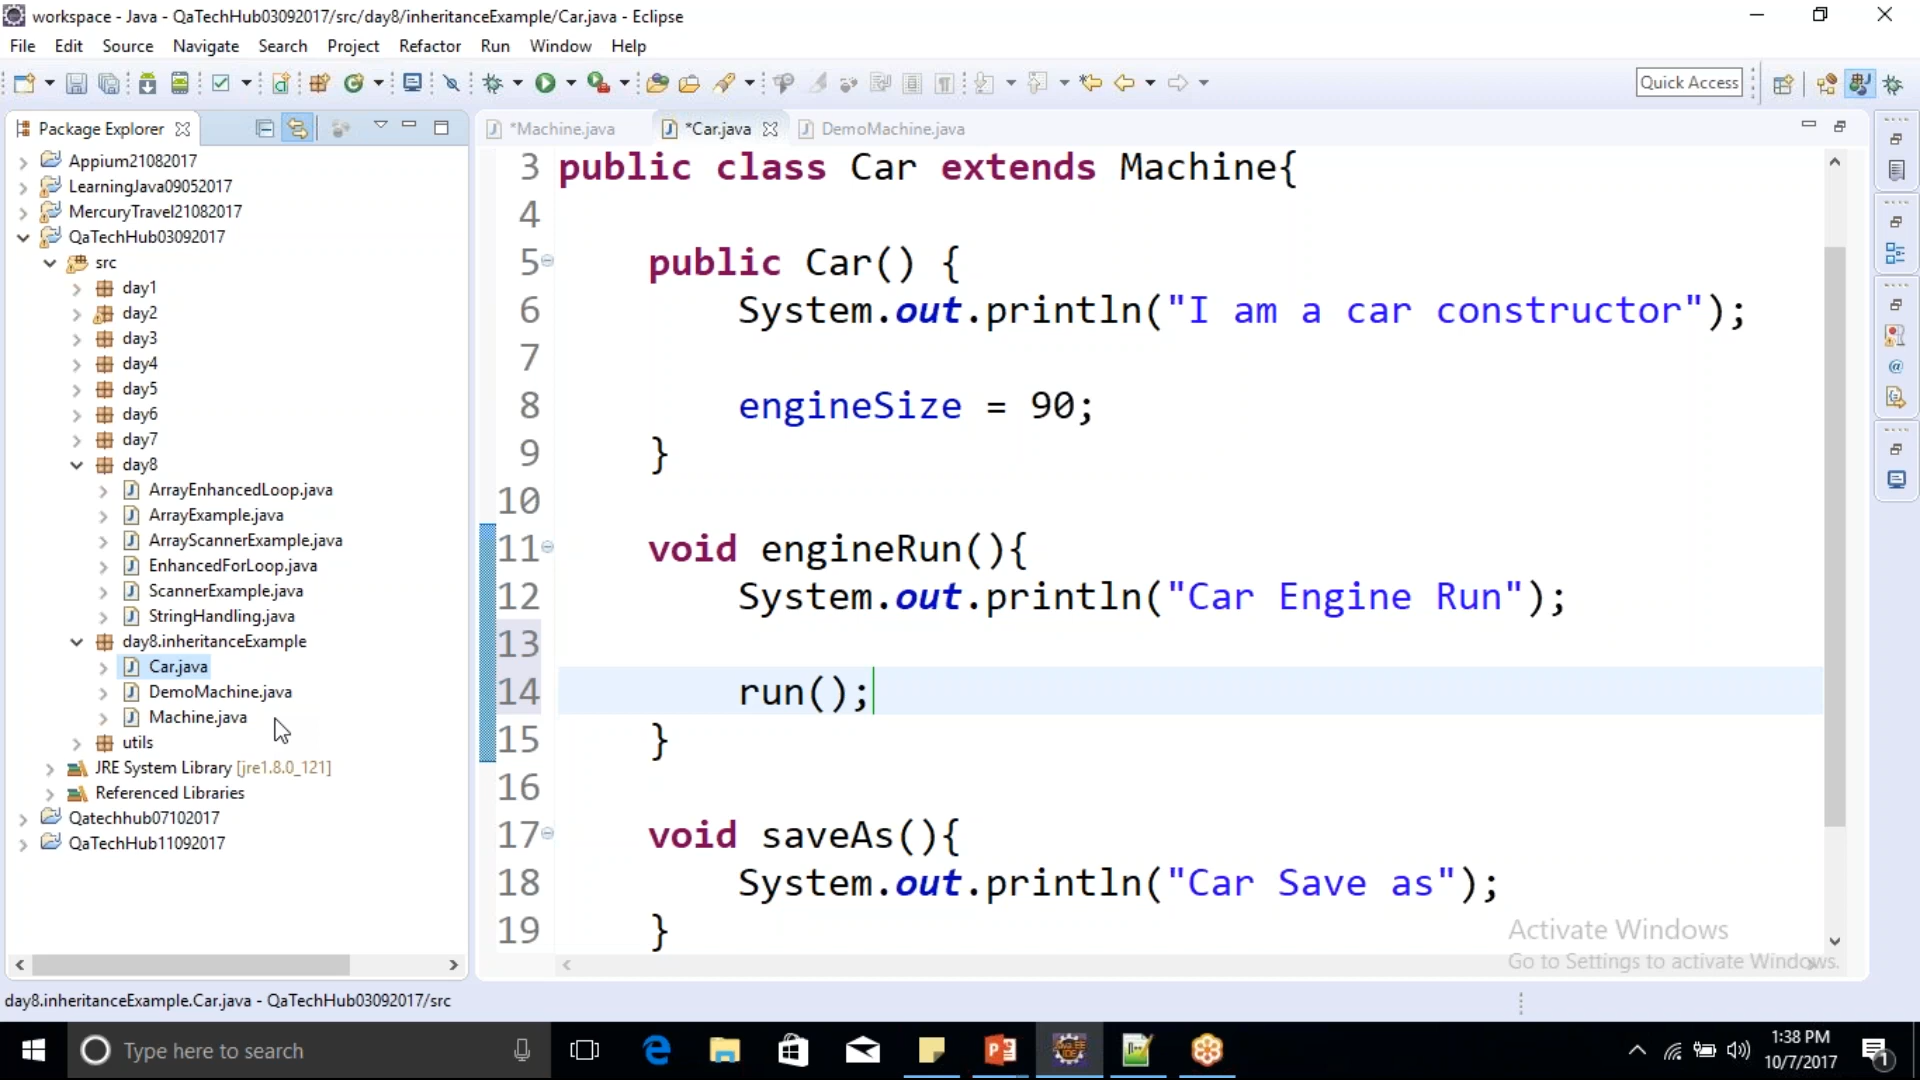 workspace - Java - QaTechHub03092017/src/day8/inheritanceExample/Car.java - Eclipse
File Edit Source Navigate Search Project Refactor Run Window Help
Quick Access
Package Explorer
*Machine.java *Car.java DemoMachine.java
Appium21082017
LearningJava09052017
MercuryTravel21082017
QaTechHub03092017
src
day1
day2
day3
day4
day5
day6
day7
day8
ArrayEnhancedLoop.java
ArrayExample.java
ArrayScannerExample.java
EnhancedForLoop.java
ScannerExample.java
StringHandling.java
day8.inheritanceExample
Car.java
DemoMachine.java
Machine.java
utils
JRE System Library [jre1.8.0_121]
Referenced Libraries
Qatechhub07102017
QaTechHub11092017
3 public class Car extends Machine{
4
5 public Car() {
6 System.out.println("I am a car constructor");
7
8 engineSize = 90;
9 }
10
11 void engineRun(){
12 System.out.println("Car Engine Run");
13
14 run();
15 }
16
17 void saveAs(){
18 System.out.println("Car Save as");
19 }
Activate Windows
Go to Settings to activate Windows.
day8.inheritanceExample.Car.java - QaTechHub03092017/src
Type here to search
1:38 PM
10/7/2017
1